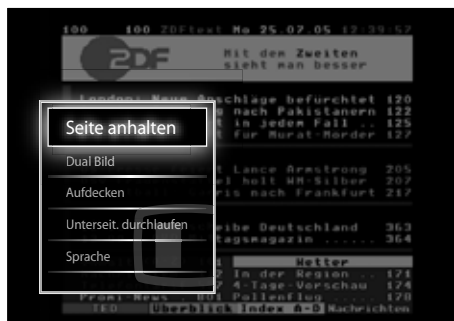 100 100 ZDFtext Mo 25.07.05 12:39:57
ZDF
Mit dem Zweiten
sieht man besser
London: Neue Anschläge befürchtet 120
nach Pakistanern 122
in jedem Fall .. 125
für Murat-Mörder 127
Seite anhalten
Dual Bild
Lance Armstrong 205
holt WM-Silber 207
Aufdecken
nach Frankfurt 217
Unterseit. durchlaufen
Deutschland 363
tagsmagazin ...... 364
Sprache
Wetter
In der Region .. 171
4-Tage-Vorschau 174
Promi-News . 801 Pollenflug .... 178
TED Überblick Index A-D Nachrichten